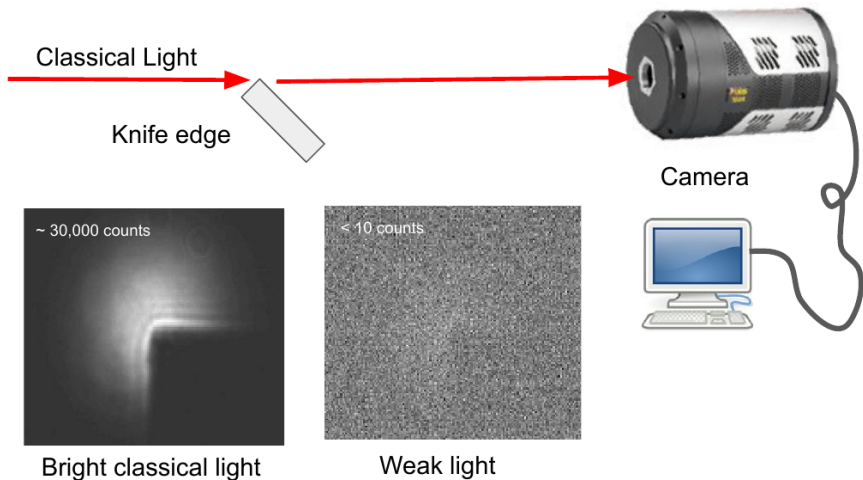 Classical Light
Knife edge
Camera
~ 30,000 counts
< 10 counts
Bright classical light
Weak light